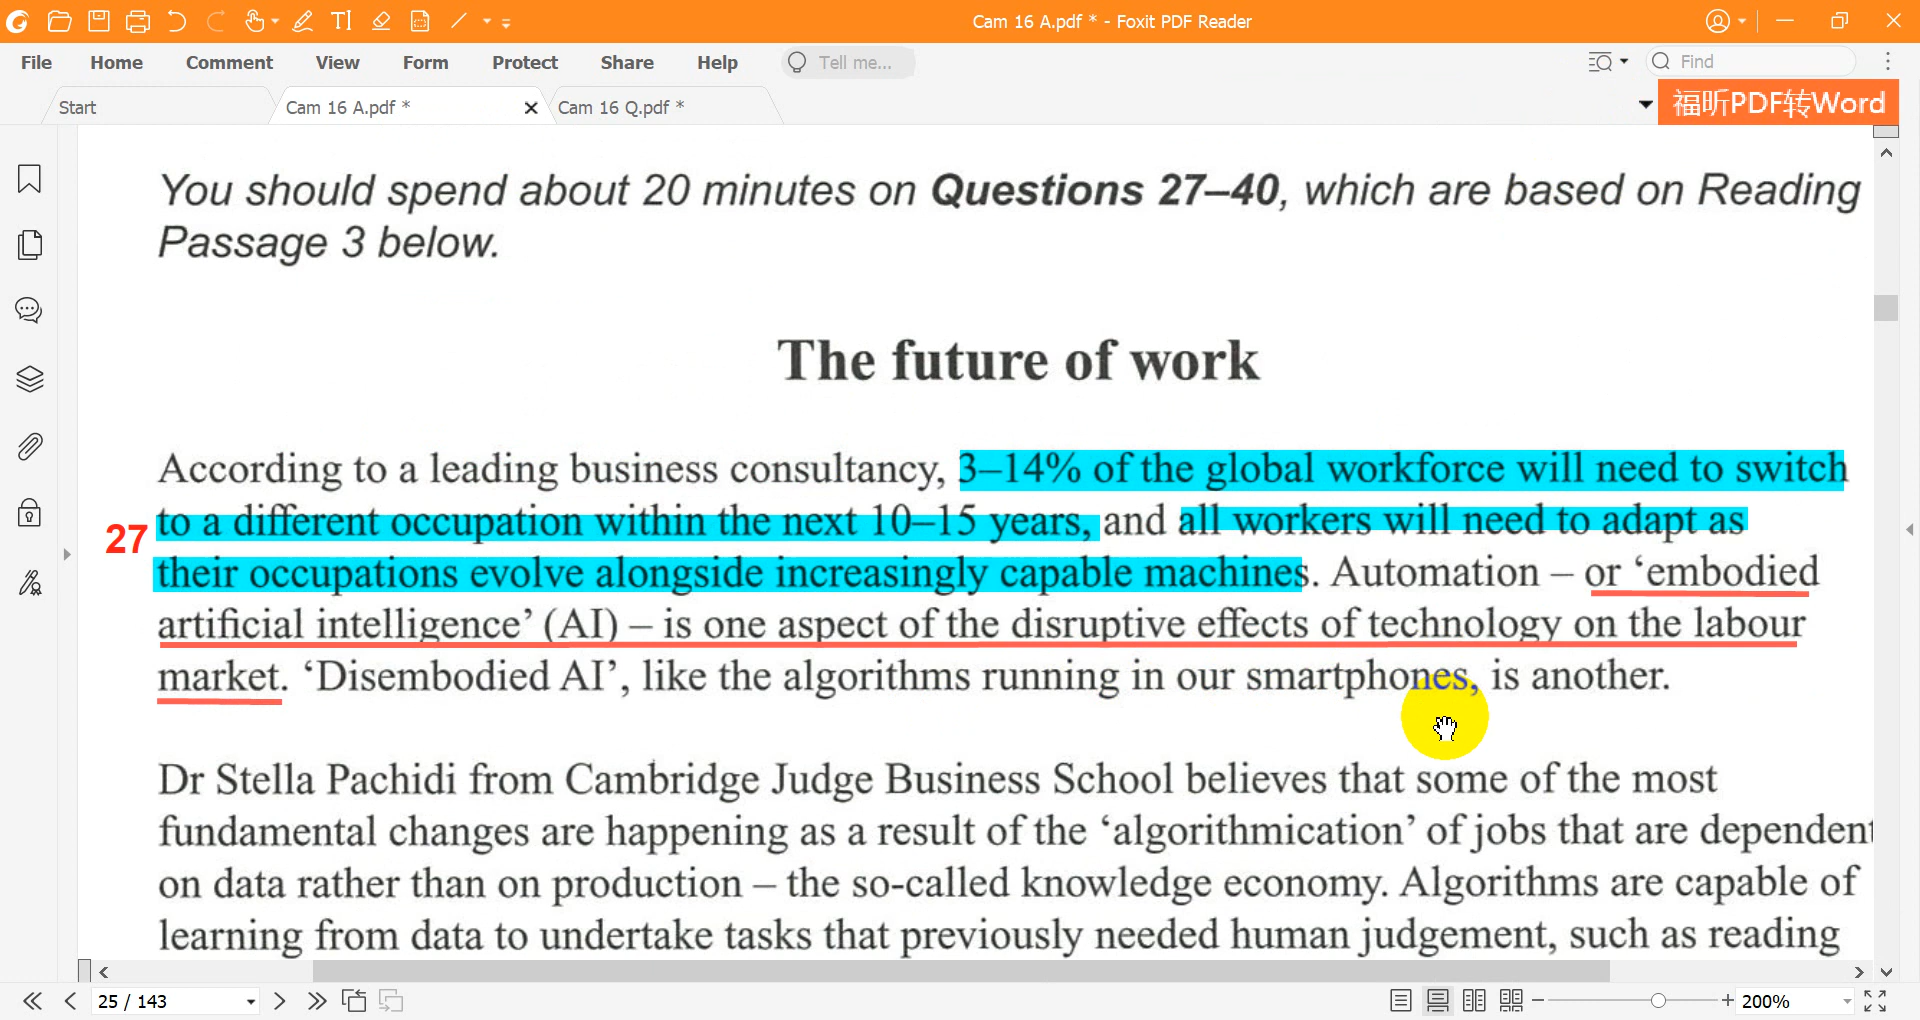 Cam 16 A.pdf * - Foxit PDF Reader
File Home Comment View Form Protect Share Help Tell me... Find
Start Cam 16 A.pdf * Cam 16 Q.pdf * 福昕PDF转Word
You should spend about 20 minutes on Questions 27–40, which are based on Reading
Passage 3 below.
The future of work
According to a leading business consultancy, 3–14% of the global workforce will need to switch
27 to a different occupation within the next 10–15 years, and all workers will need to adapt as
their occupations evolve alongside increasingly capable machines. Automation – or ‘embodied
artificial intelligence’ (AI) – is one aspect of the disruptive effects of technology on the labour
market. ‘Disembodied AI’, like the algorithms running in our smartphones, is another.
Dr Stella Pachidi from Cambridge Judge Business School believes that some of the most
fundamental changes are happening as a result of the ‘algorithmication’ of jobs that are dependent
on data rather than on production – the so-called knowledge economy. Algorithms are capable of
learning from data to undertake tasks that previously needed human judgement, such as reading
25 / 143 200%